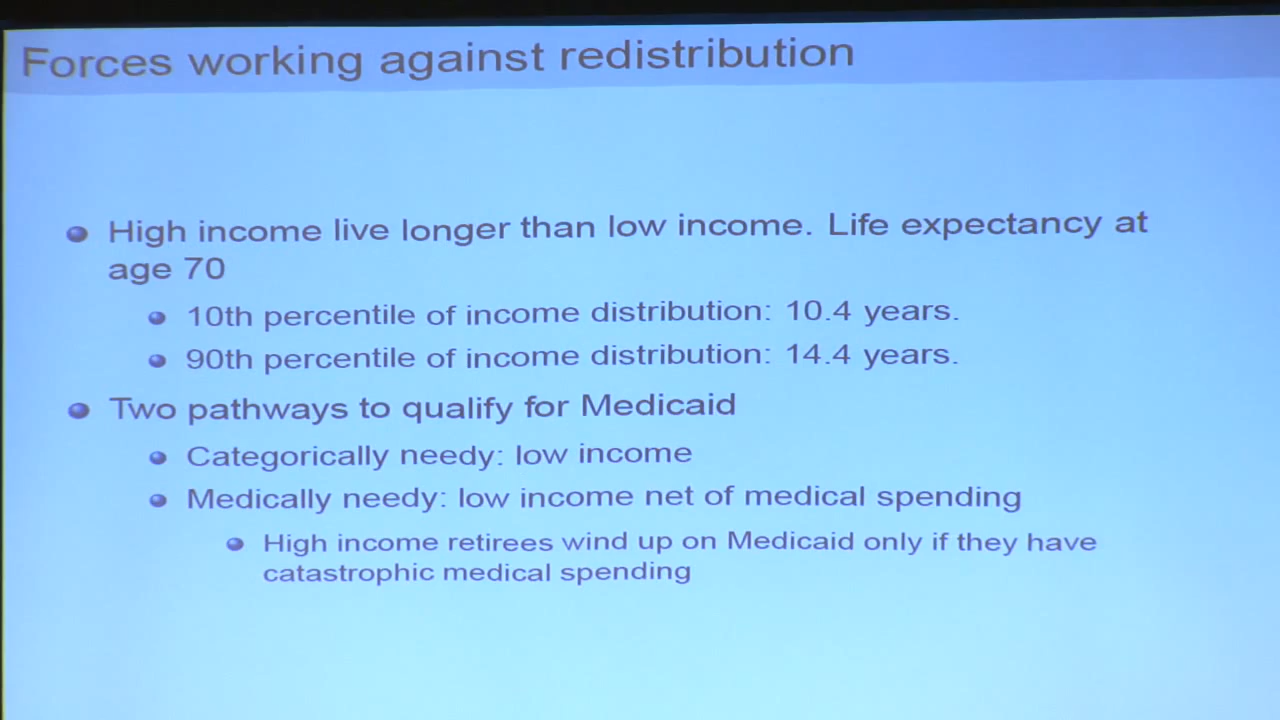 Forces working against redistribution
High income live longer than low income. Life expectancy at
age 70
10th percentile of income distribution: 10.4 years.
90th percentile of income distribution: 14.4 years.
Two pathways to qualify for Medicaid
Categorically needy: low income
Medically needy: low income net of medical spending
High income retirees wind up on Medicaid only if they have
catastrophic medical spending